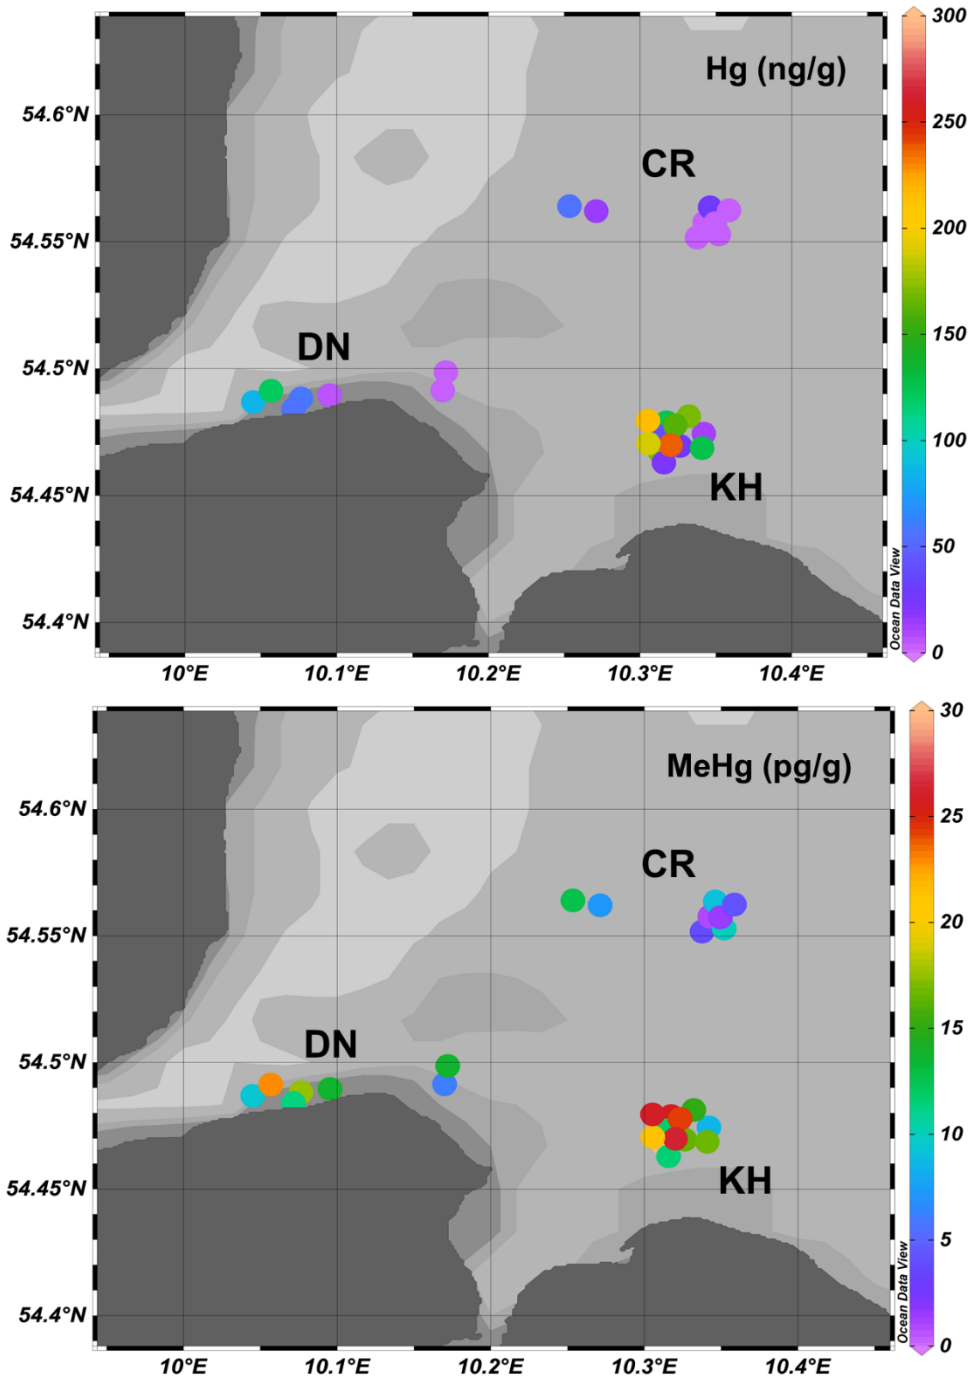 Hg (ng/g)
CR
DN
KH
54.6°N
54.55°N
54.5°N
54.45°N
54.4°N
10°E
10.1°E
10.2°E
10.3°E
10.4°E
300
250
200
150
100
50
0
Ocean Data View
MeHg (pg/g)
CR
DN
KH
54.6°N
54.55°N
54.5°N
54.45°N
54.4°N
10°E
10.1°E
10.2°E
10.3°E
10.4°E
30
25
20
15
10
5
0
Ocean Data View